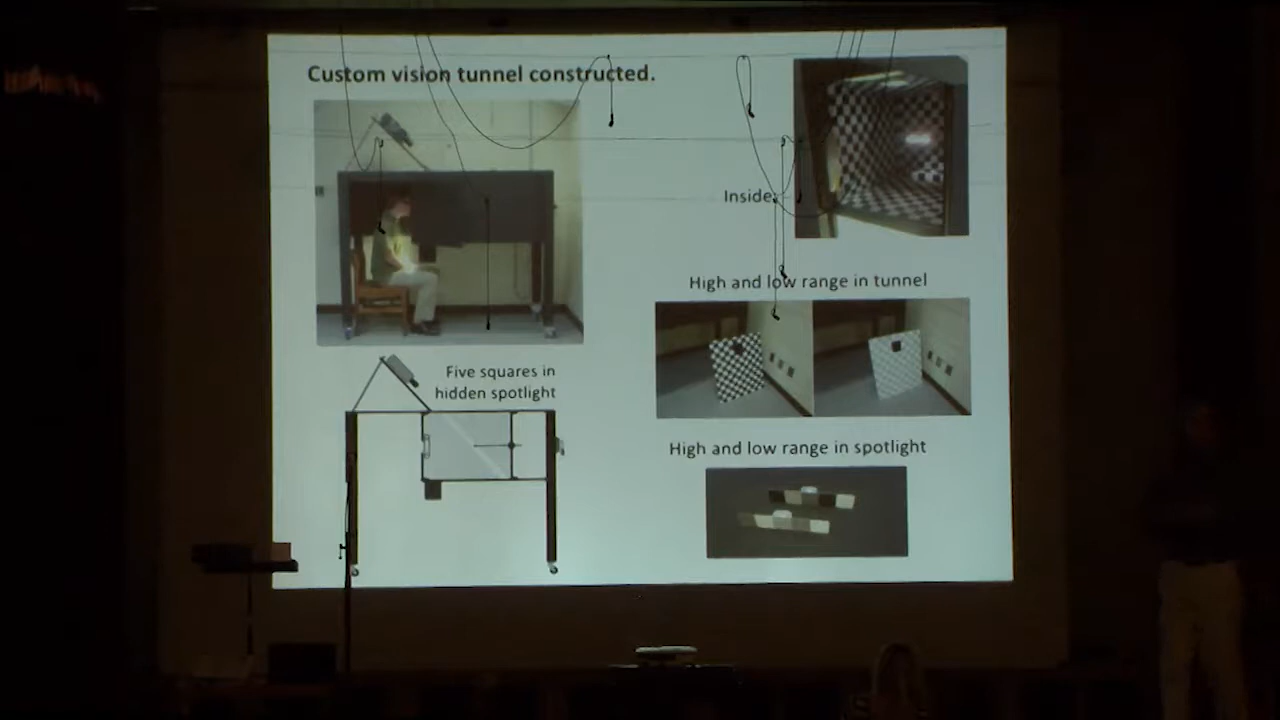 Custom vision tunnel constructed.
Inside:
High and low range in tunnel
Five squares in
hidden spotlight
High and low range in spotlight